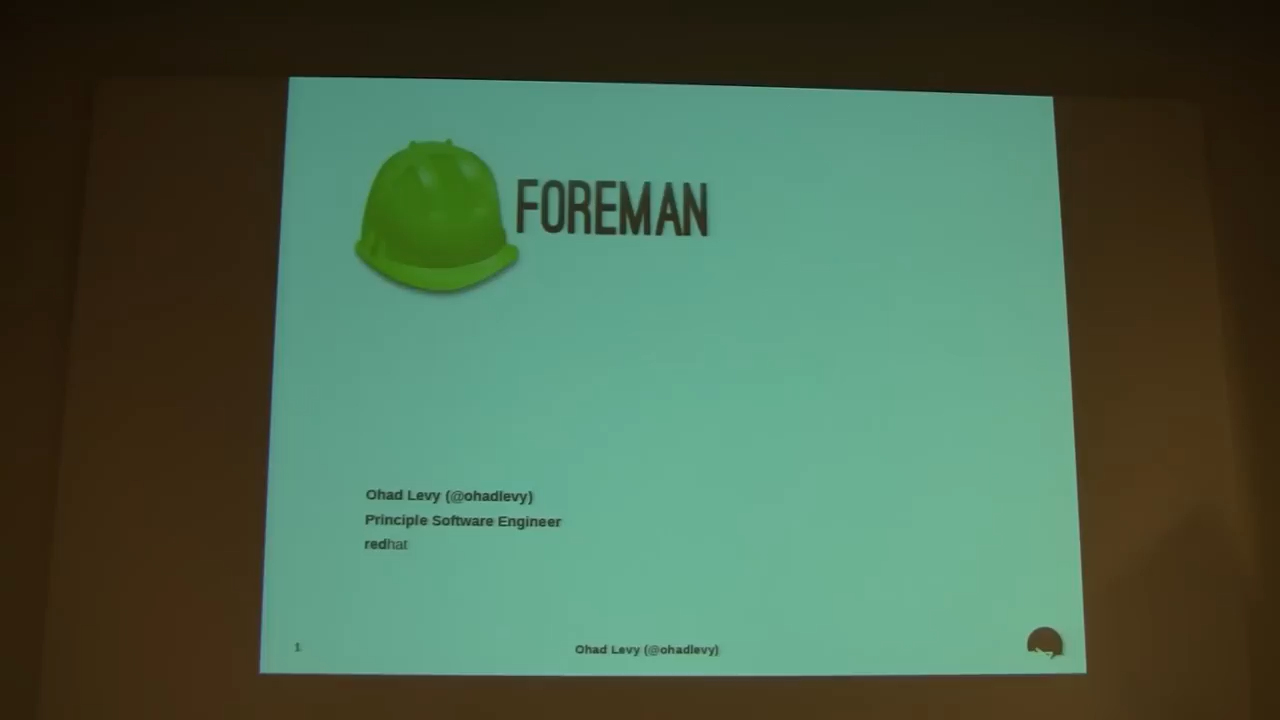 FOREMAN
Ohad Levy (@ohadlevy)
Principle Software Engineer
redhat
1
Ohad Levy (@ohadlevy)